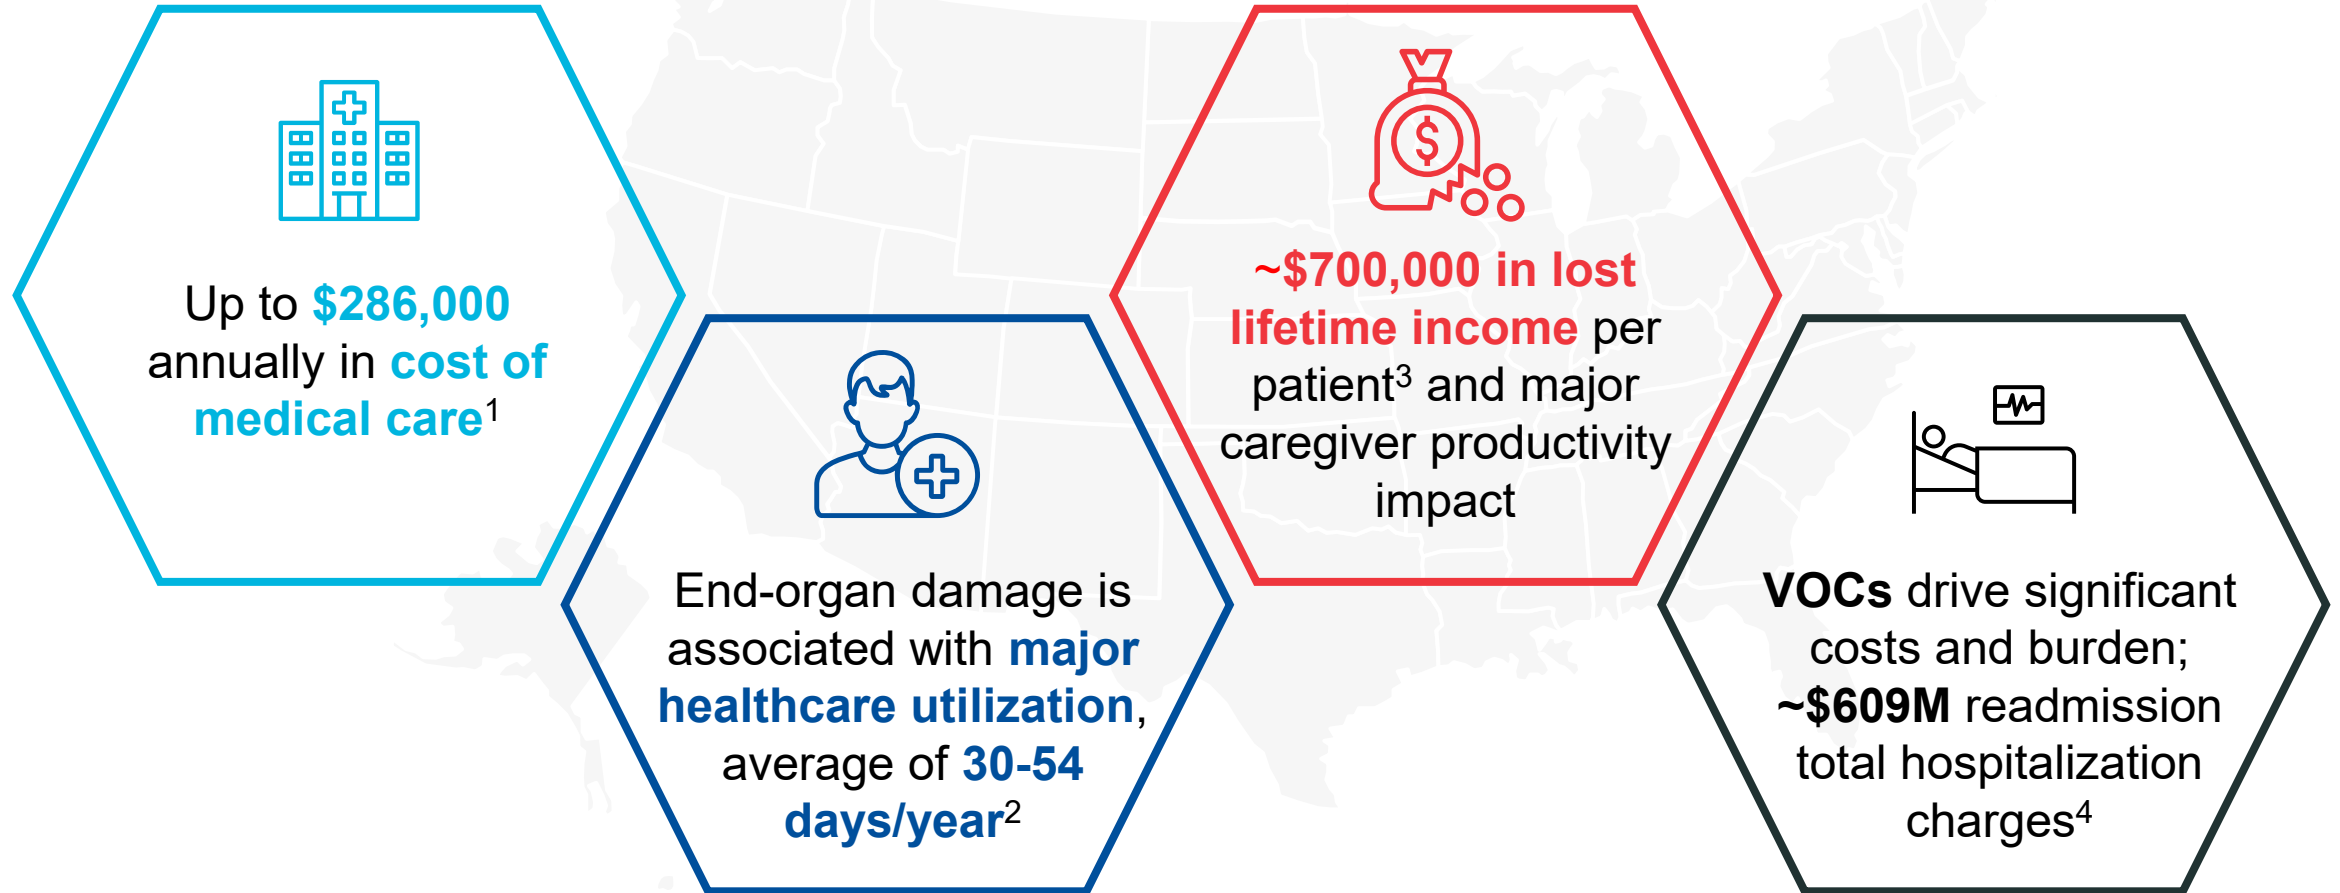 Up to $286,000
annually in cost of
medical care¹
End-organ damage is
associated with major
healthcare utilization,
average of 30-54
days/year²
~$700,000 in lost
lifetime income per
patient³ and major
caregiver productivity
impact
VOCs drive significant
costs and burden;
~$609M readmission
total hospitalization
charges⁴